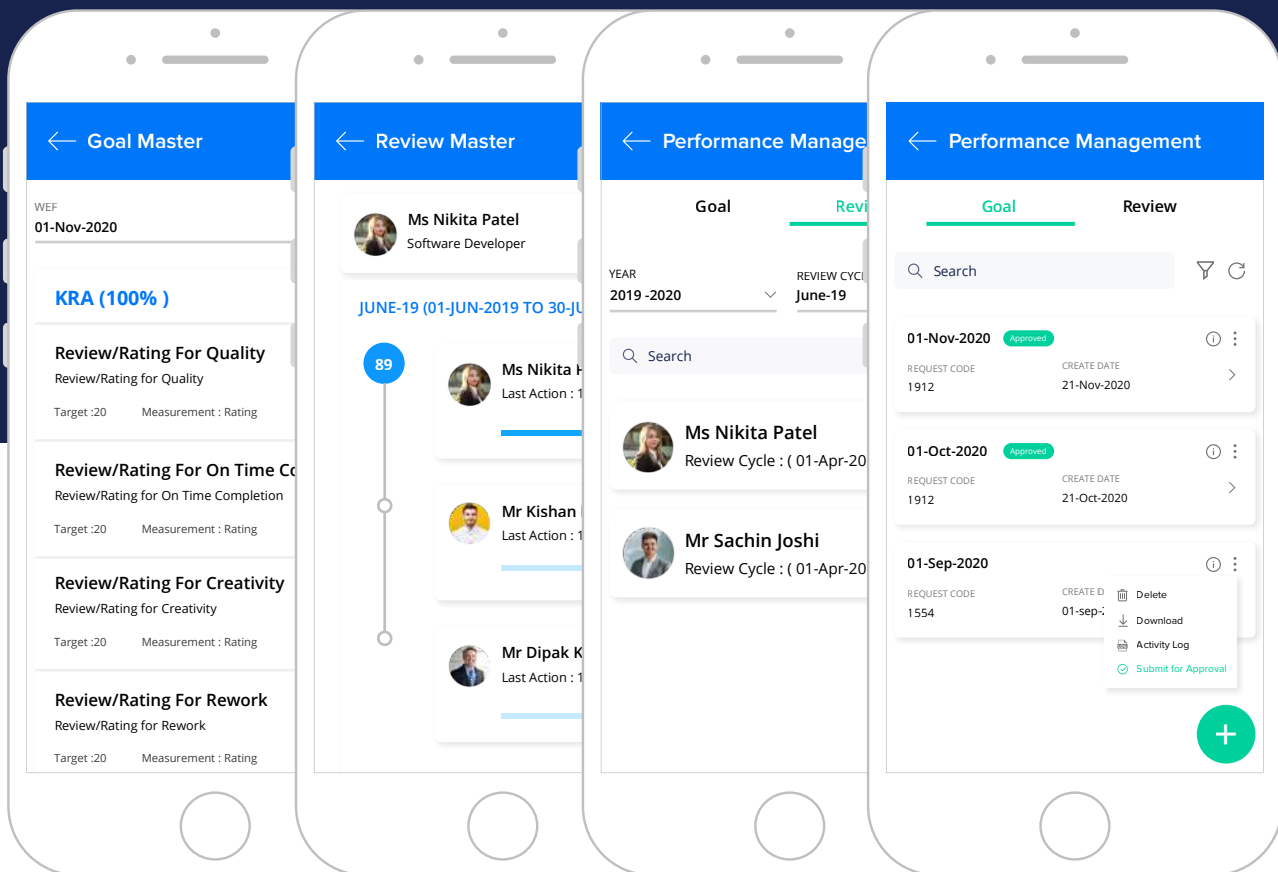 Goal Master
WEF
01-Nov-2020
KRA (100% )
Review/Rating For Quality
Review/Rating for Quality
Target :20 Measurement : Rating
Review/Rating For On Time Co
Review/Rating for On Time Completion
Target :20 Measurement : Rating
Review/Rating For Creativity
Review/Rating for Creativity
Target :20 Measurement : Rating
Review/Rating For Rework
Review/Rating for Rework
Target :20 Measurement : Rating
Review Master
Ms Nikita Patel
Software Developer
JUNE-19 (01-JUN-2019 TO 30-JU
89
Ms Nikita
Last Action : 1
Mr Kishan
Last Action : 1
Mr Dipak K
Last Action : 1
Performance Manage
Goal Revi
YEAR REVIEW CYCL
2019 -2020 June-19
Search
Ms Nikita Patel
Review Cycle : ( 01-Apr-20
Mr Sachin Joshi
Review Cycle : ( 01-Apr-20
Performance Management
Goal Review
Search
01-Nov-2020 Approved
REQUEST CODE CREATE DATE
1912 21-Nov-2020
01-Oct-2020 Approved
REQUEST CODE CREATE DATE
1912 21-Oct-2020
01-Sep-2020
REQUEST CODE CREATE D
1554 01-sep-
Delete
Download
Activity Log
Submit for Approval